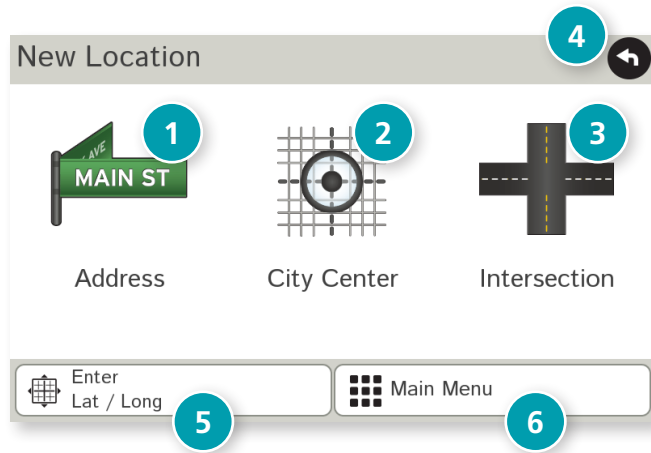 4
New Location
1
2
3
AVE
MAIN ST
Address
City Center
Intersection
Enter
Lat / Long
Main Menu
5
6